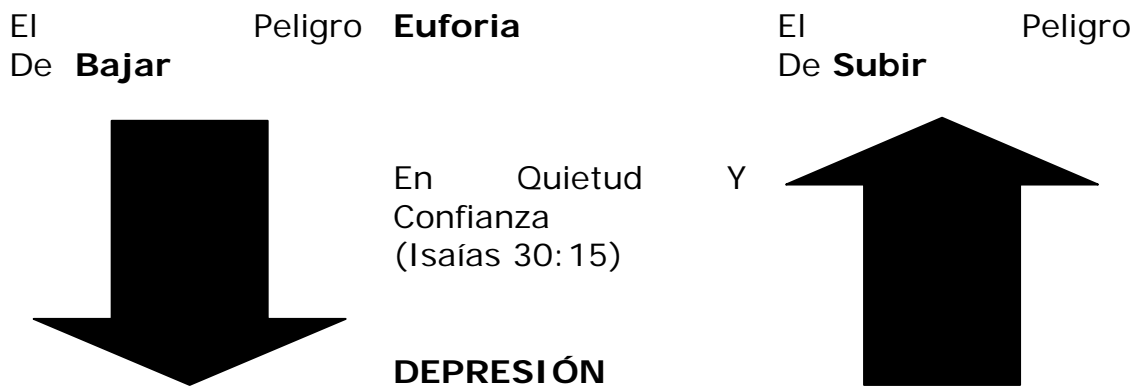 El Peligro
De Bajar
Euforia
En Quietud Y
Confianza
(Isaías 30:15)
DEPRESIÓN
El Peligro
De Subir